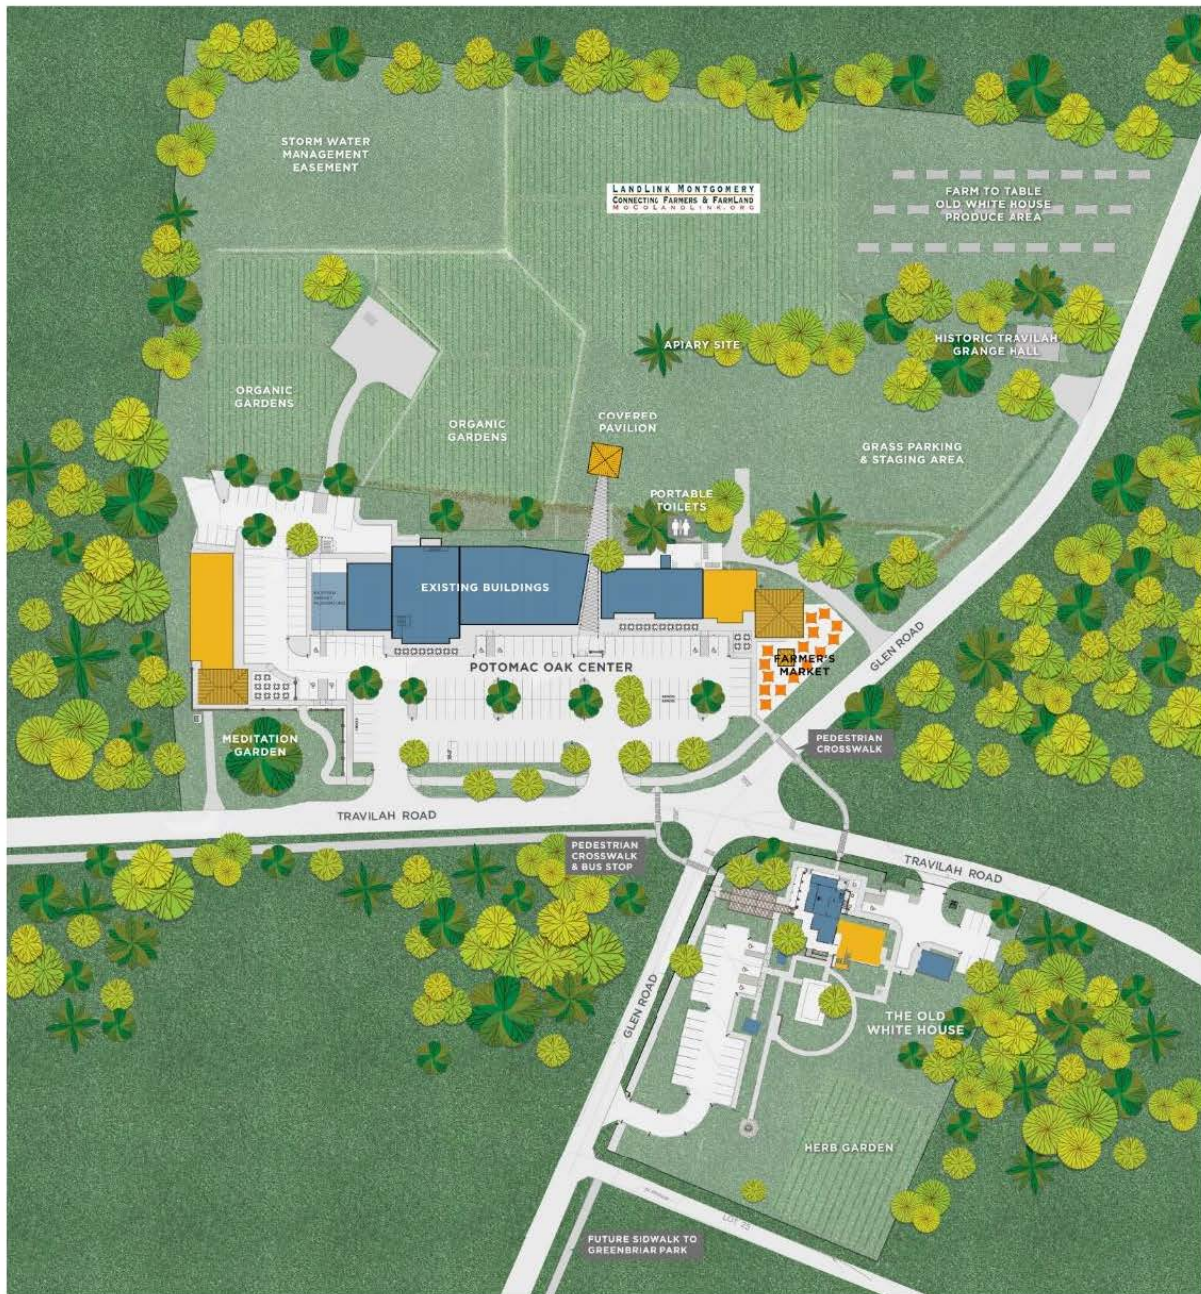 STORM WATER
MANAGEMENT
EASEMENT
LANDLINK MONTGOMERY
CONNECTING FARMERS & FARMLAND
MOCOLANDLINK.ORG
FARM TO TABLE
OLD WHITE HOUSE
PRODUCE AREA
APIARY SITE
HISTORIC TRAVILAH
GRANGE HALL
ORGANIC
GARDENS
ORGANIC
GARDENS
COVERED
PAVILION
GRASS PARKING
& STAGING AREA
PORTABLE
TOILETS
EXISTING BUILDINGS
POTOMAC OAK CENTER
FARMER'S
MARKET
GLEN ROAD
MEDITATION
GARDEN
PEDESTRIAN
CROSSWALK
TRAVILAH ROAD
PEDESTRIAN
CROSSWALK
& BUS STOP
TRAVILAH ROAD
GLEN ROAD
THE OLD
WHITE HOUSE
HERB GARDEN
LOT 25
FUTURE SIDWALK TO
GREENBRIAR PARK